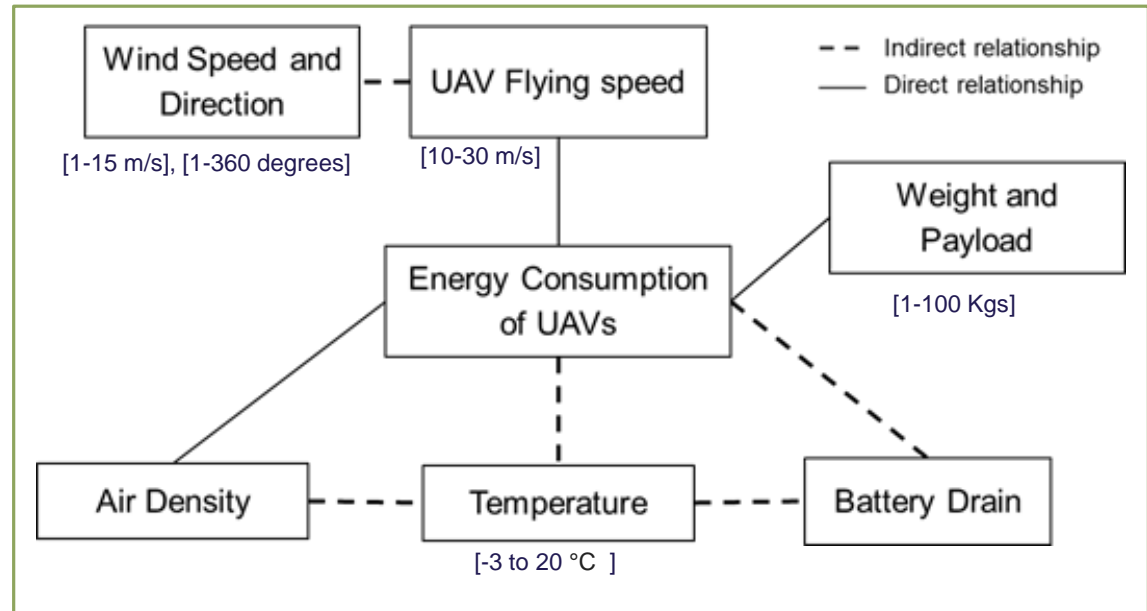 Wind Speed and
Direction
UAV Flying speed
Indirect relationship
Direct relationship
[1-15 m/s], [1-360 degrees]
[10-30 m/s]
Weight and
Payload
Energy Consumption
of UAVs
[1-100 Kgs]
Air Density
Temperature
Battery Drain
[-3 to 20 °C ]